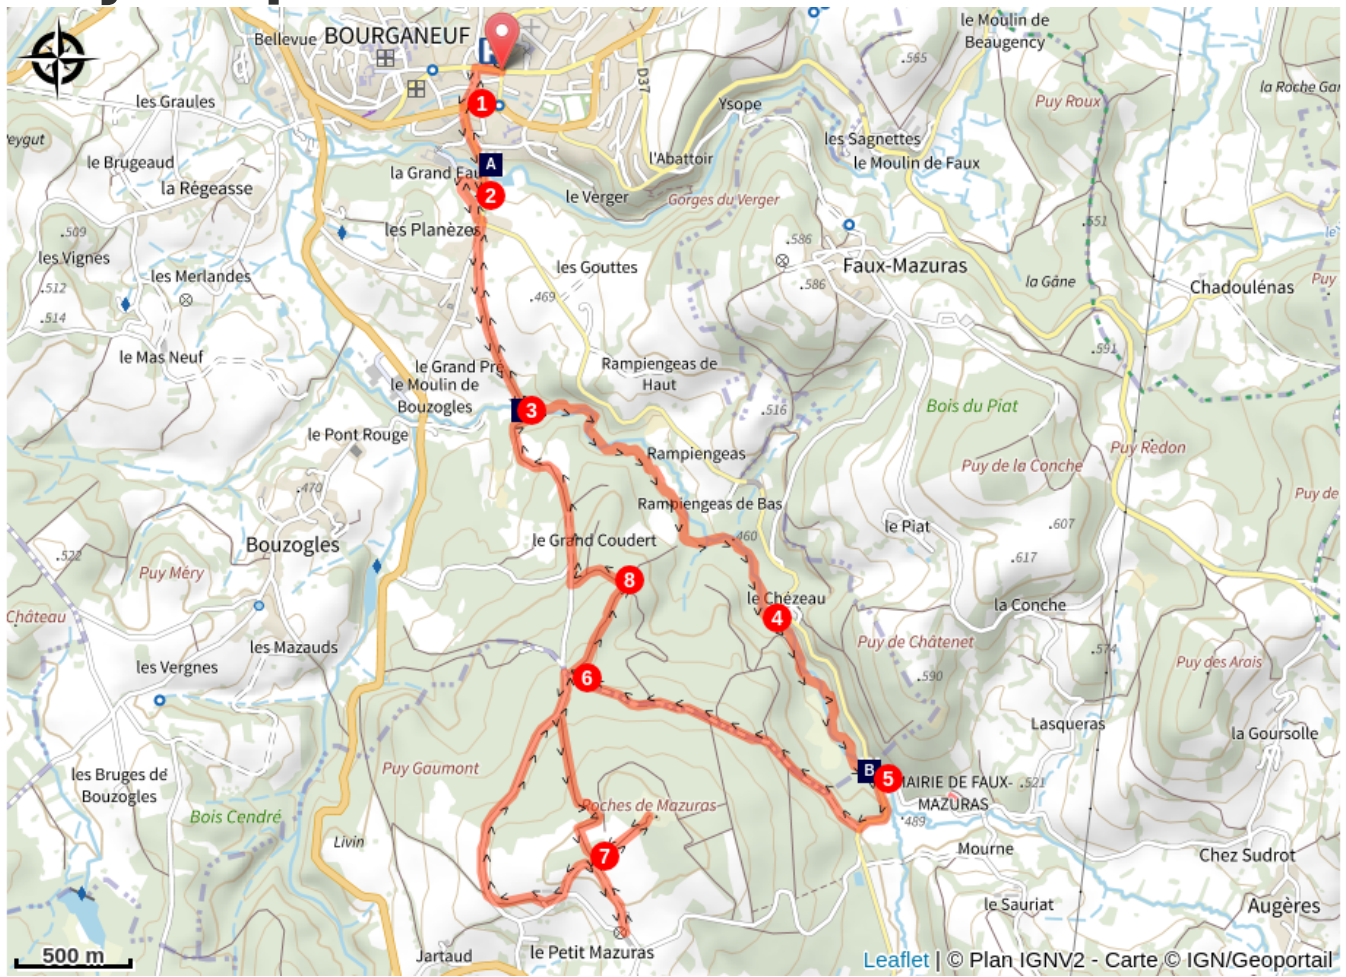 le Moulin de
Beaugency
Bellevue
BOURGANEUF
.565
D37
la Roche Gar
les Graules
1
Ysope
Puy Roux
eygut
les Sagnettes
le Brugeaud
A
l'Abattoir
le Moulin de Faux
la Grand Fau
la Régeasse
2
le Verger
Gorges du Verger
.551
les Planèzes
.509
.586
les Vignes
les Gouttes
Faux-Mazuras
les Merlandes
la Gâne
Puy
.512
.586
Chadoulénas
.469
.514
le Mas Neuf
.591
le Grand Pré
Rampiengeas de
Haut
le Moulin de
Bouzogles
3
.516
Bois du Piat
le Pont Rouge
Puy Redon
Rampiengeas
Puy de la Conche
.470
Puy de
Rampiengeas de Bas
le Piat
.607
Bouzogles
le Grand Coudert
.460
.522
.617
Puy Méry
8
le Chézeau
la Conche
Château
4
les Mazauds
Puy de Châtenet
.574
les Vergnes
Puy des Arais
6
.590
Lasqueras
la Goursolle
Puy Gaumont
B
5
MAIRIE DE FAUX-
MAZURAS
.521
les Bruges de
Bouzogles
Roches de Mazuras
Bois Cendré
.489
Livin
7
Mourne
Chez Sudrot
le Sauriat
Augères
500 m
Jartaud
le Petit Mazuras
Leaflet | © Plan IGNV2 - Carte © IGN/Geoportail